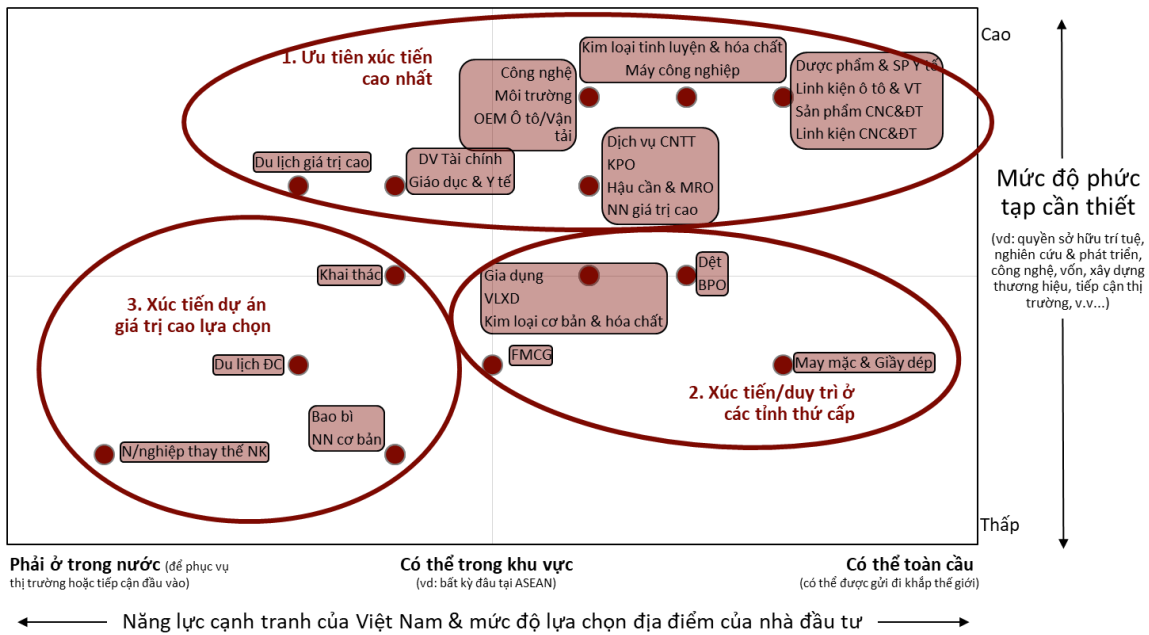 Cao
1. Ưu tiên xúc tiến
cao nhất
Kim loại tinh luyện & hóa chất
Máy công nghiệp
Công nghệ
Môi trường
OEM Ô tô/Vận
tải
Dược phẩm & SP Y tế
Linh kiện ô tô & VT
Sản phẩm CNC&ĐT
Linh kiện CNC&ĐT
Du lịch giá trị cao
DV Tài chính
Giáo dục & Y tế
Dịch vụ CNTT
KPO
Hậu cần & MRO
NN giá trị cao
Mức độ phức
tạp cần thiết
(vd: quyền sở hữu trí tuệ,
nghiên cứu & phát triển,
công nghệ, vốn, xây dựng
thương hiệu, tiếp cận thị
trường, v.v...)
Khai thác
3. Xúc tiến dự án
giá trị cao lựa chọn
Gia dụng
VLXD
Kim loại cơ bản & hóa chất
Dệt
BPO
Du lịch ĐC
FMCG
May mặc & Giầy dép
2. Xúc tiến/duy trì ở
các tỉnh thứ cấp
Bao bì
NN cơ bản
N/nghiệp thay thế NK
Thấp
Phải ở trong nước (để phục vụ
thị trường hoặc tiếp cận đầu vào)
Có thể trong khu vực
(vd: bất kỳ đâu tại ASEAN)
Có thể toàn cầu
(có thể được gửi đi khắp thế giới)
Năng lực cạnh tranh của Việt Nam & mức độ lựa chọn địa điểm của nhà đầu tư